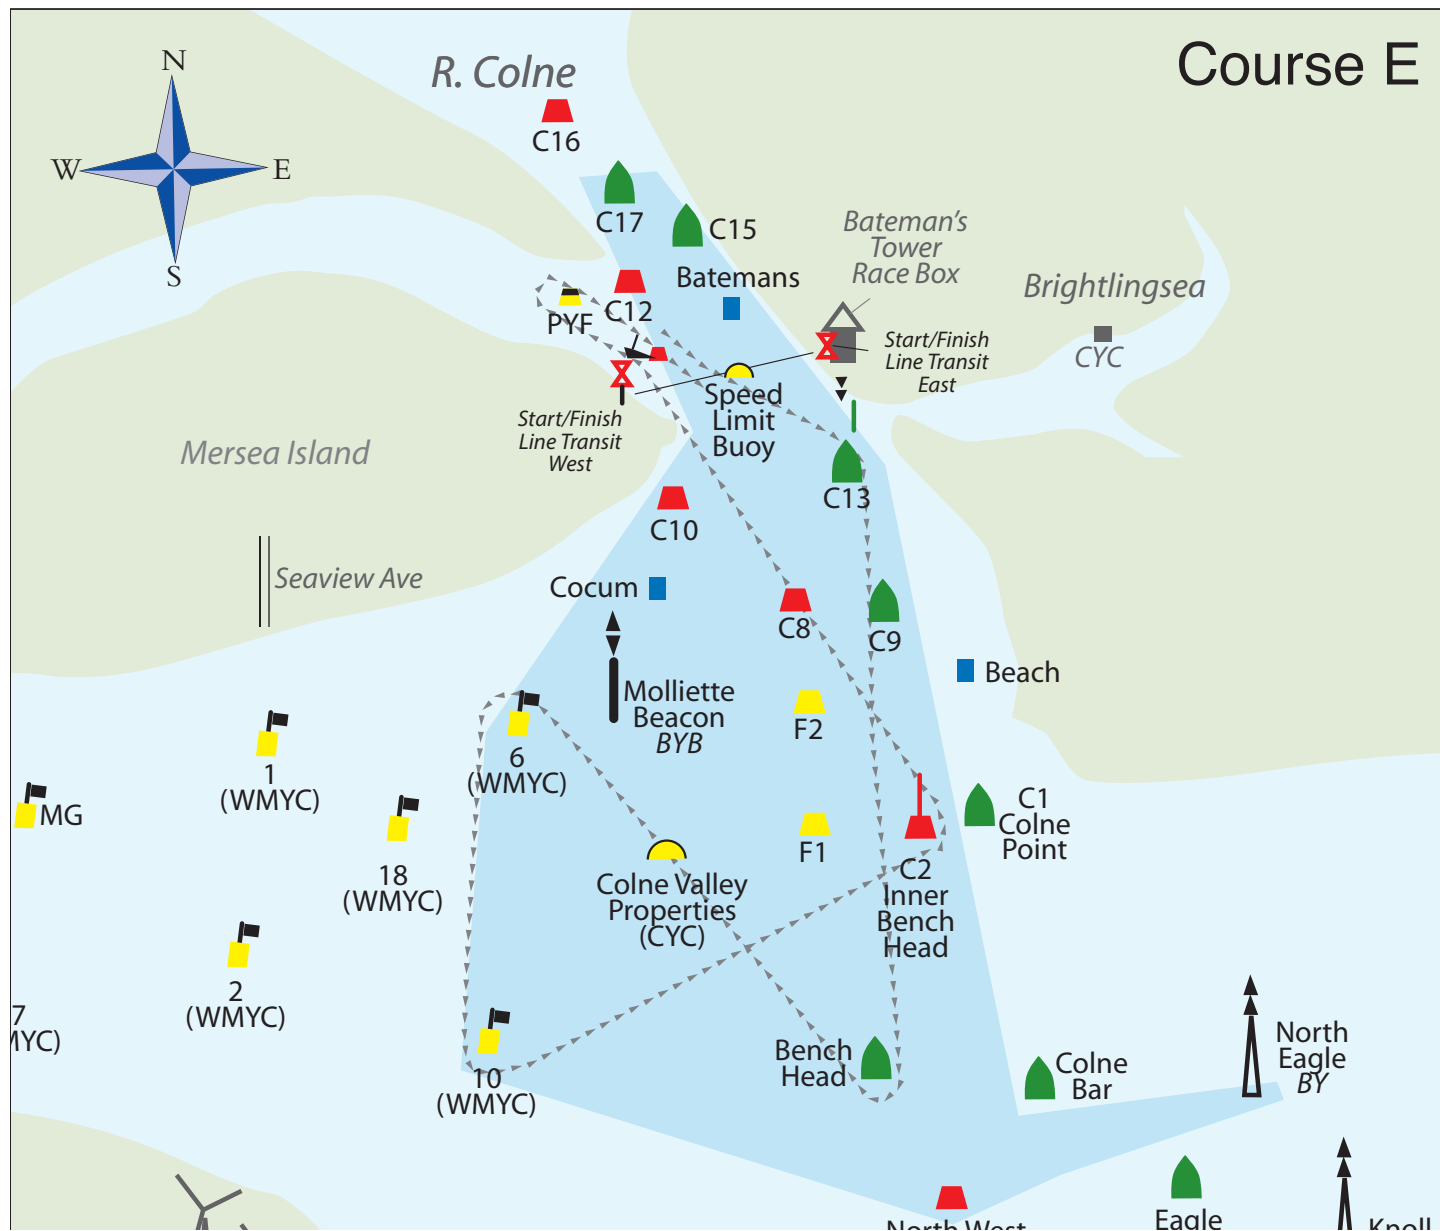 Course E
N
W
E
S
R. Colne
C16
C17
C15
Bateman's
Tower
Race Box
Brightlingsea
CYC
Batemans
C12
PYF
Start/Finish
Line Transit
East
Speed
Limit
Buoy
Start/Finish
Line Transit
West
Mersea Island
C13
C10
Seaview Ave
Cocum
C8
C9
Beach
Molliette
Beacon
BYB
F2
6
(WMYC)
1
(WMYC)
MG
18
(WMYC)
F1
C1
Colne
Point
C2
Inner
Bench
Head
Colne Valley
Properties
(CYC)
2
(WMYC)
7
MYC)
10
(WMYC)
Bench
Head
Colne
Bar
North
Eagle
BY
North West
Eagle
Knoll